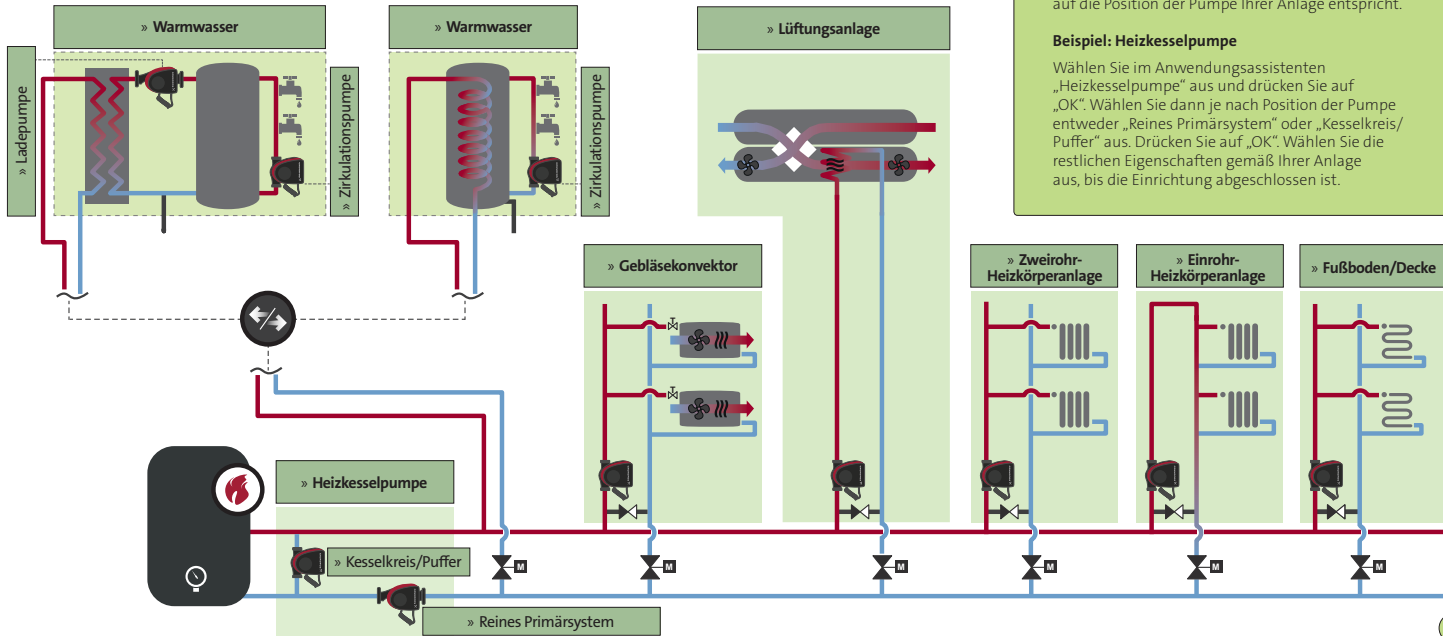 » Warmwasser
» Warmwasser
» Lüftungsanlage
auf die Position der Pumpe Ihrer Anlage entspricht.
Beispiel: Heizkesselpumpe
Wählen Sie im Anwendungsassistenten
„Heizkesselpumpe“ aus und drücken Sie auf
„OK“. Wählen Sie dann je nach Position der Pumpe
entweder „Reines Primärsystem“ oder „Kesselkreis/
Puffer“ aus. Drücken Sie auf „OK“. Wählen Sie die
restlichen Eigenschaften gemäß Ihrer Anlage
aus, bis die Einrichtung abgeschlossen ist.
» Ladepumpe
» Zirkulationspumpe
» Zirkulationspumpe
» Gebläsekonvektor
» Zweirohr-
Heizkörperanlage
» Einrohr-
Heizkörperanlage
» Fußboden/Decke
» Heizkesselpumpe
» Kesselkreis/Puffer
» Reines Primärsystem
M
M
M
M
M
M